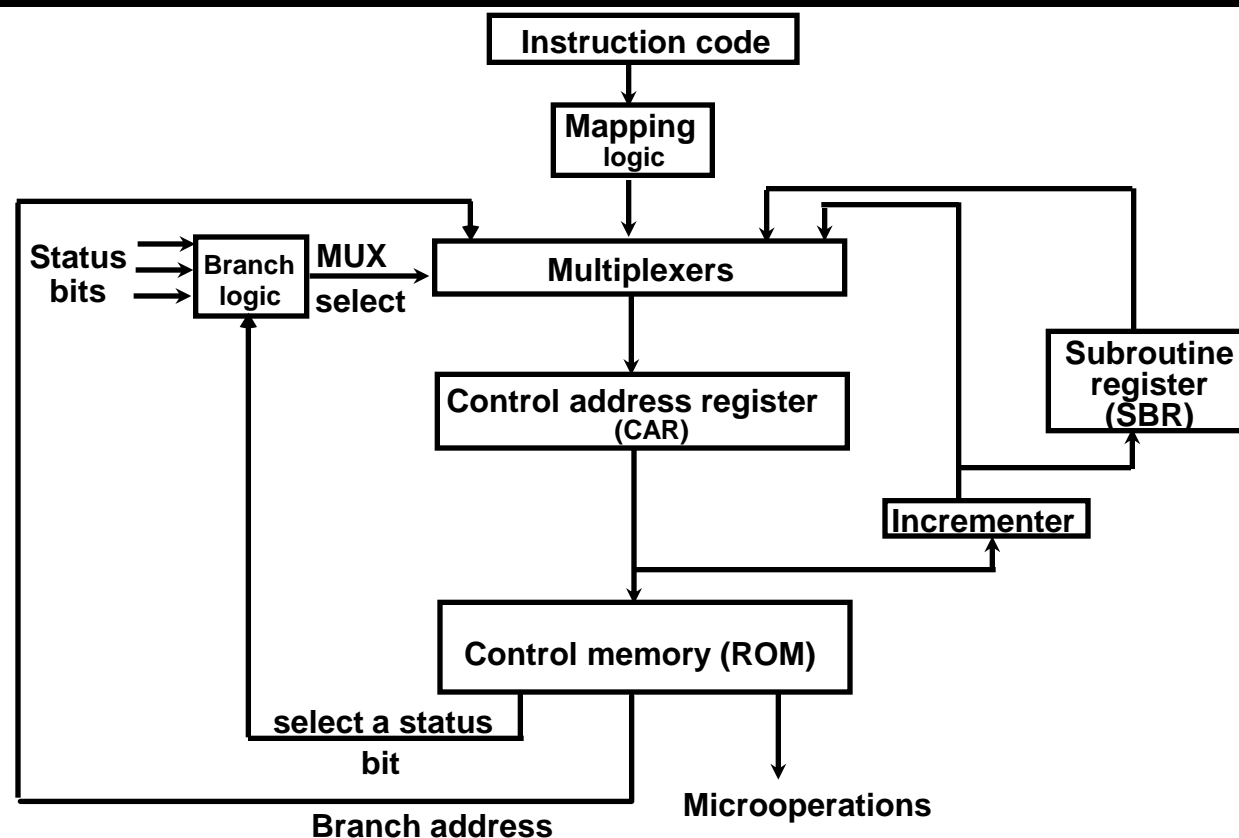 Instruction code
Mapping
logic
Status
bits
Branch
logic
MUX
select
Multiplexers
Subroutine
register
(SBR)
Control address register
(CAR)
Incrementer
Control memory (ROM)
select a status
bit
Microoperations
Branch address